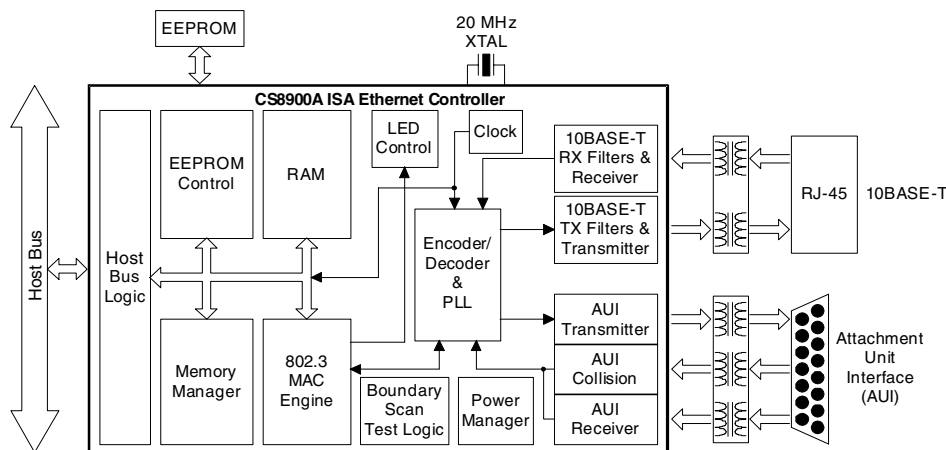 EEPROM
20 MHz
XTAL
CS8900A ISA Ethernet Controller
Host Bus
Host
Bus
Logic
EEPROM
Control
RAM
LED
Control
Clock
10BASE-T
RX Filters &
Receiver
10BASE-T
TX Filters &
Transmitter
RJ-45
10BASE-T
Encoder/
Decoder
&
PLL
Memory
Manager
802.3
MAC
Engine
Boundary
Scan
Test Logic
Power
Manager
AUI
Transmitter
AUI
Collision
AUI
Receiver
Attachment
Unit
Interface
(AUI)